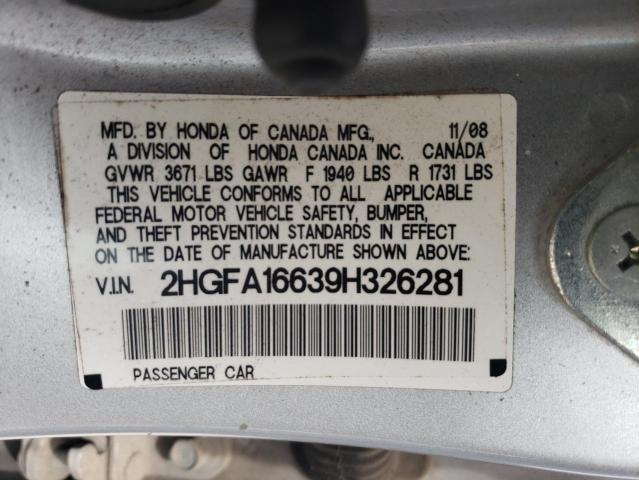 MFD. BY HONDA OF CANADA MFG., 11/08
A DIVISION OF HONDA CANADA INC. CANADA
GVWR 3671 LBS GAWR F 1940 LBS R 1731 LBS
THIS VEHICLE CONFORMS TO ALL APPLICABLE
FEDERAL MOTOR VEHICLE SAFETY, BUMPER,
AND THEFT PREVENTION STANDARDS IN EFFECT
ON THE DATE OF MANUFACTURE SHOWN ABOVE:
V.I.N. 2HGFA16639H326281
PASSENGER CAR